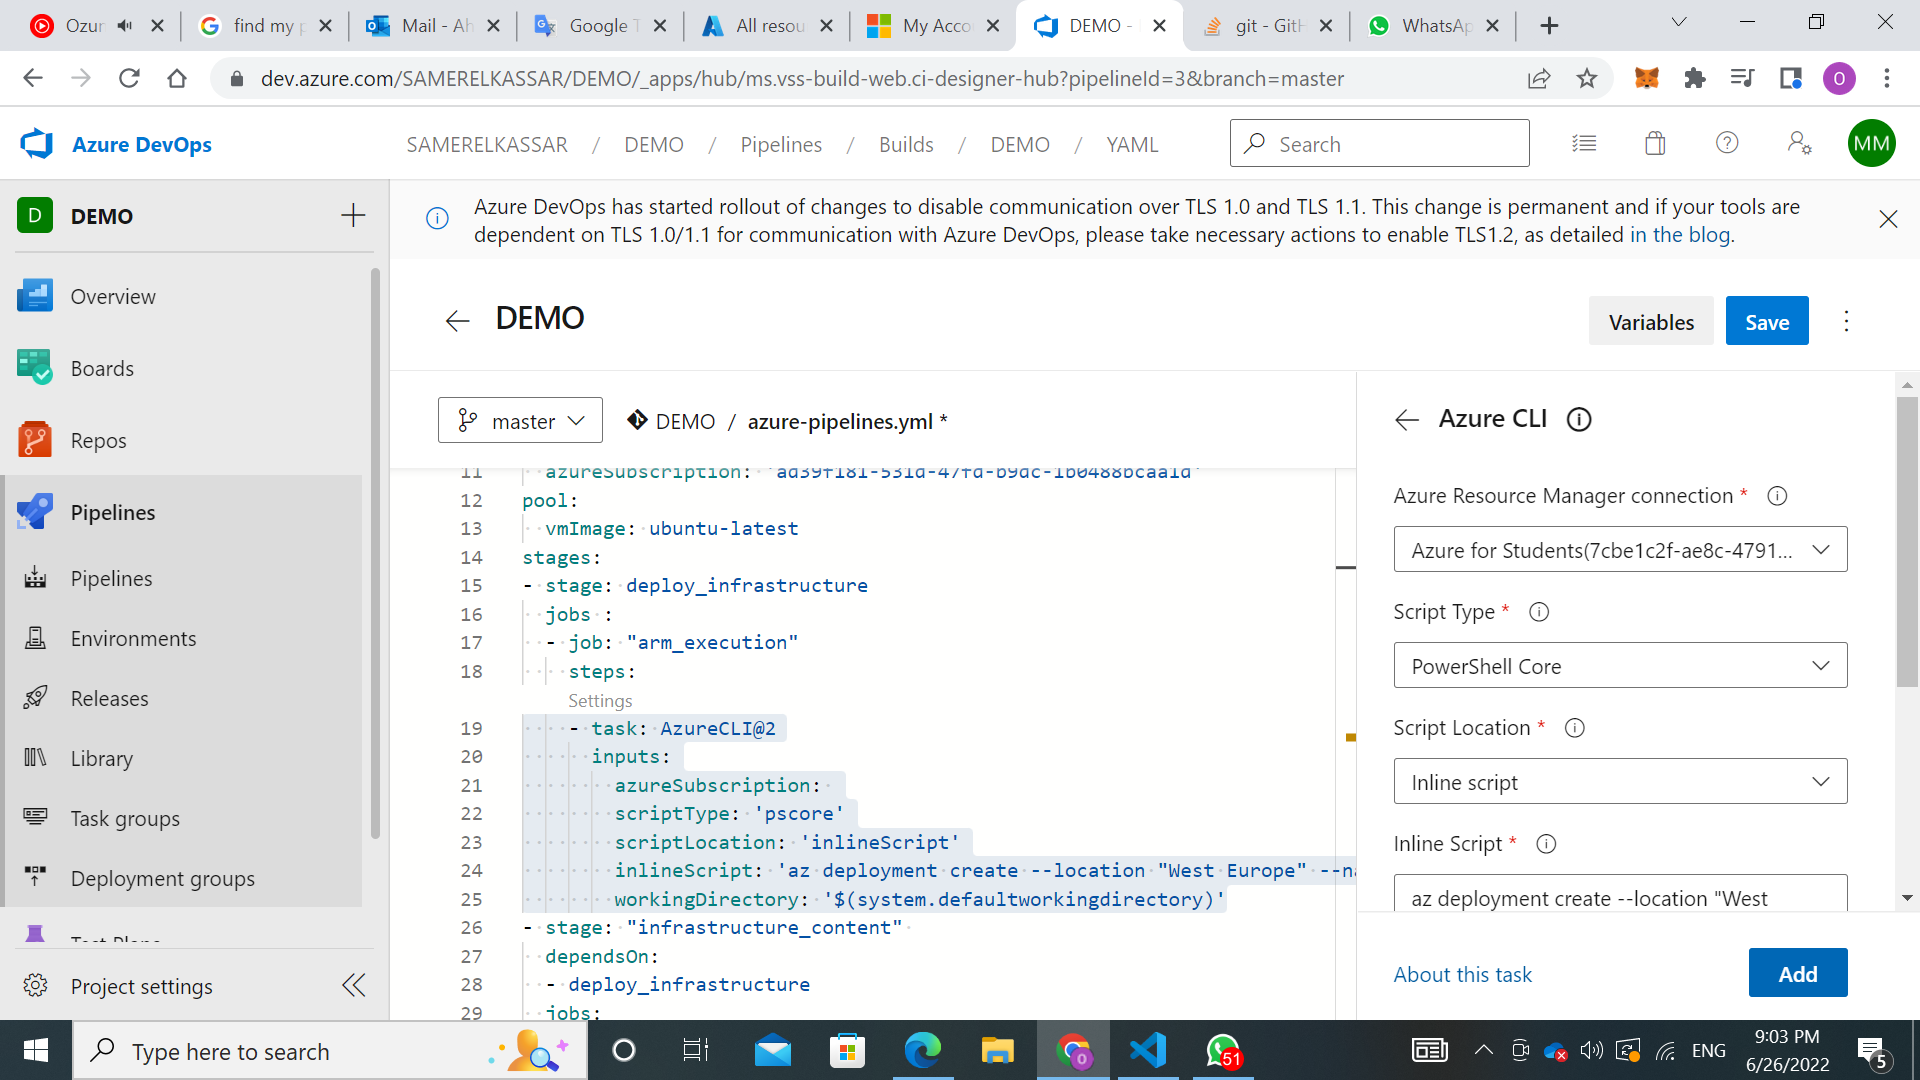 Ozur
find my p
Mail - Ah
Google T
All resou
My Acco
DEMO -
git - GitH
WhatsAp
dev.azure.com/SAMERELKASSAR/DEMO/_apps/hub/ms.vss-build-web.ci-designer-hub?pipelineId=3&branch=master
O
Azure DevOps
SAMERELKASSAR / DEMO / Pipelines / Builds / DEMO / YAML
Search
MM
D DEMO
Azure DevOps has started rollout of changes to disable communication over TLS 1.0 and TLS 1.1. This change is permanent and if your tools are
dependent on TLS 1.0/1.1 for communication with Azure DevOps, please take necessary actions to enable TLS1.2, as detailed in the blog.
Overview
Boards
Repos
Pipelines
Pipelines
Environments
Releases
Library
Task groups
Deployment groups
Test Plans
Project settings
DEMO
Variables
Save
master
DEMO / azure-pipelines.yml *
11 azureSubscription: 'ad39f181-531d-47fd-b9dc-1b0488bcaa1d'
12 pool:
13 vmImage: ubuntu-latest
14 stages:
15 - stage: deploy_infrastructure
16 jobs :
17 - job: "arm_execution"
18 steps:
Settings
19 - task: AzureCLI@2
20 inputs:
21 azureSubscription:
22 scriptType: 'pscore'
23 scriptLocation: 'inlineScript'
24 inlineScript: 'az deployment create --location "West Europe" --na
25 workingDirectory: '$(system.defaultworkingdirectory)'
26 - stage: "infrastructure_content"
27 dependsOn:
28 - deploy_infrastructure
29 jobs:
Azure CLI
Azure Resource Manager connection *
Azure for Students(7cbe1c2f-ae8c-4791...
Script Type *
PowerShell Core
Script Location *
Inline script
Inline Script *
az deployment create --location "West
About this task
Add
Type here to search
O
51
ENG
9:03 PM
6/26/2022
5